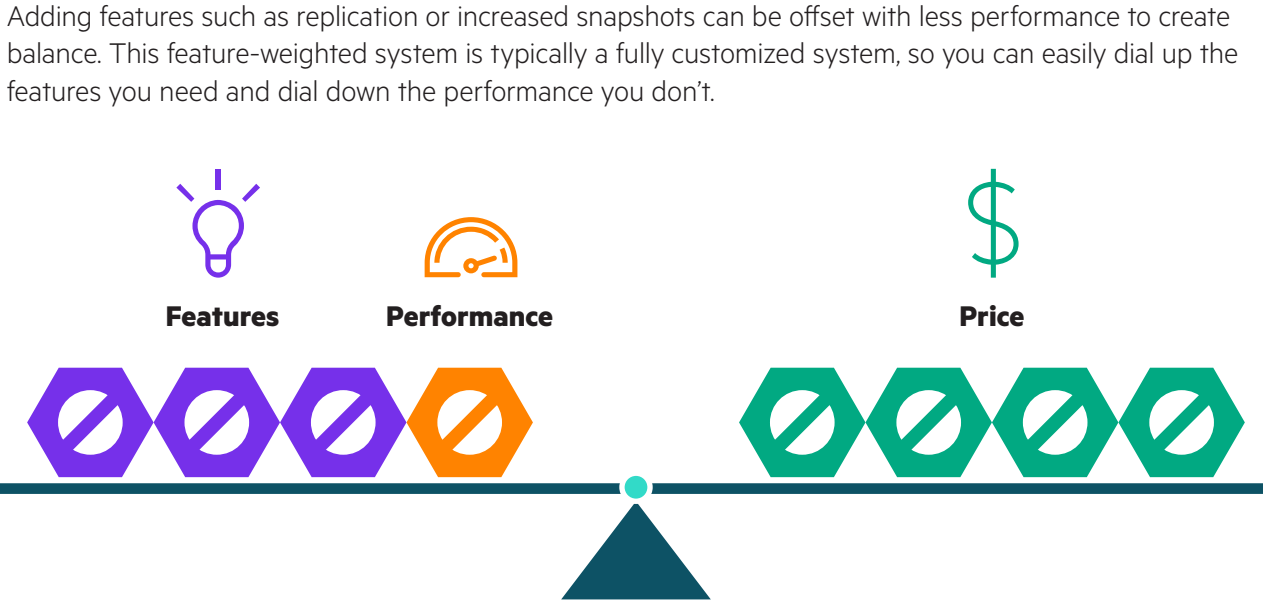 Adding features such as replication or increased snapshots can be offset with less performance to create
balance. This feature-weighted system is typically a fully customized system, so you can easily dial up the
features you need and dial down the performance you don’t.
Features
Performance
Price